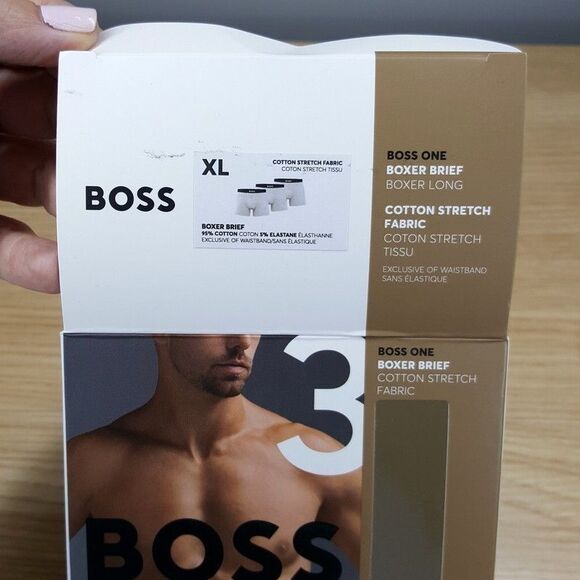 XL
COTTON STRETCH FABRIC
COTON STRETCH TISSU
BOSS
BOXER BRIEF
95% COTTON COTON 5% ELASTANE ÉLASTHANNE
EXCLUSIVE OF WAISTBAND/SANS ÉLASTIQUE
BOSS ONE
BOXER BRIEF
BOXER LONG
COTTON STRETCH
FABRIC
COTON STRETCH
TISSU
EXCLUSIVE OF WAISTBAND
SANS ÉLASTIQUE
3
BOSS
BOSS ONE
BOXER BRIEF
COTTON STRETCH
FABRIC